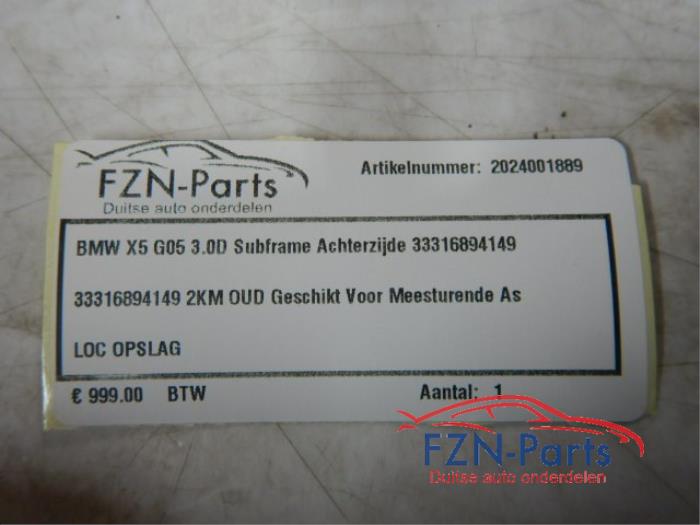 FZN-Parts
Duitse auto onderdelen
Artikelnummer: 2024001889
BMW X5 G05 3.0D Subframe Achterzijde 33316894149
33316894149 2KM OUD Geschikt Voor Meesturende As
LOC OPSLAG
€ 999.00 BTW
Aantal: 1
FZN-Parts
Duitse auto onderdelen